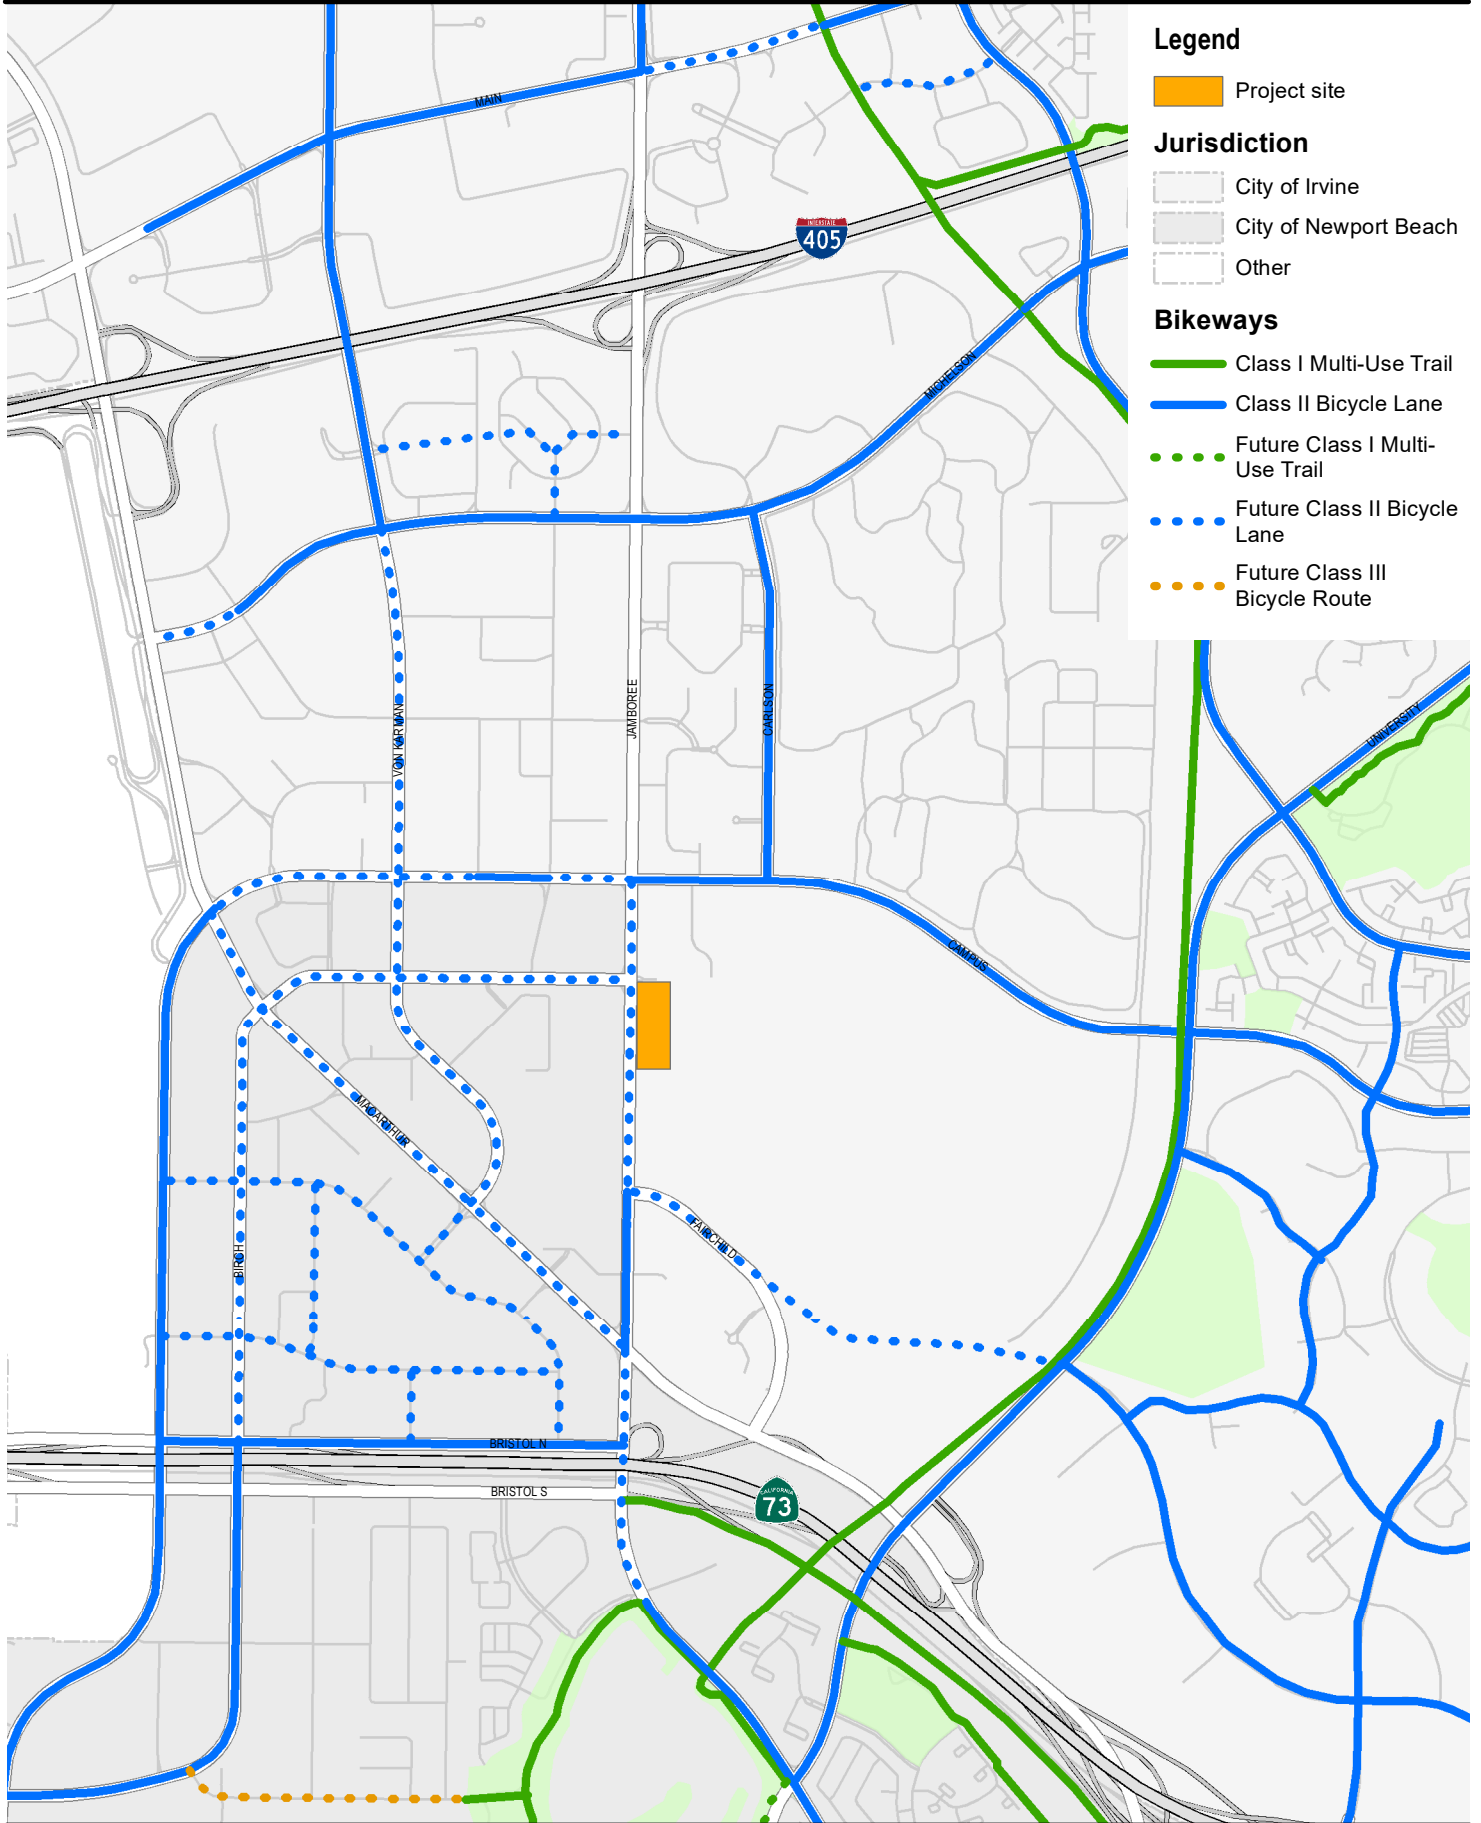 Legend
Project site
Jurisdiction
City of Irvine
City of Newport Beach
Other
Bikeways
Class I Multi-Use Trail
Class II Bicycle Lane
Future Class I Multi-
Use Trail
Future Class II Bicycle
Lane
Future Class III
Bicycle Route
MAIN
INTERSTATE
405
MICHELSON
JAMBOREE
CARLSON
VON KARMAN
UNIVERSITY
CAMPUS
MACARTHUR
FAIRCHILD
BIRCH
BRISTOL N
BRISTOL S
CALIFORNIA
73